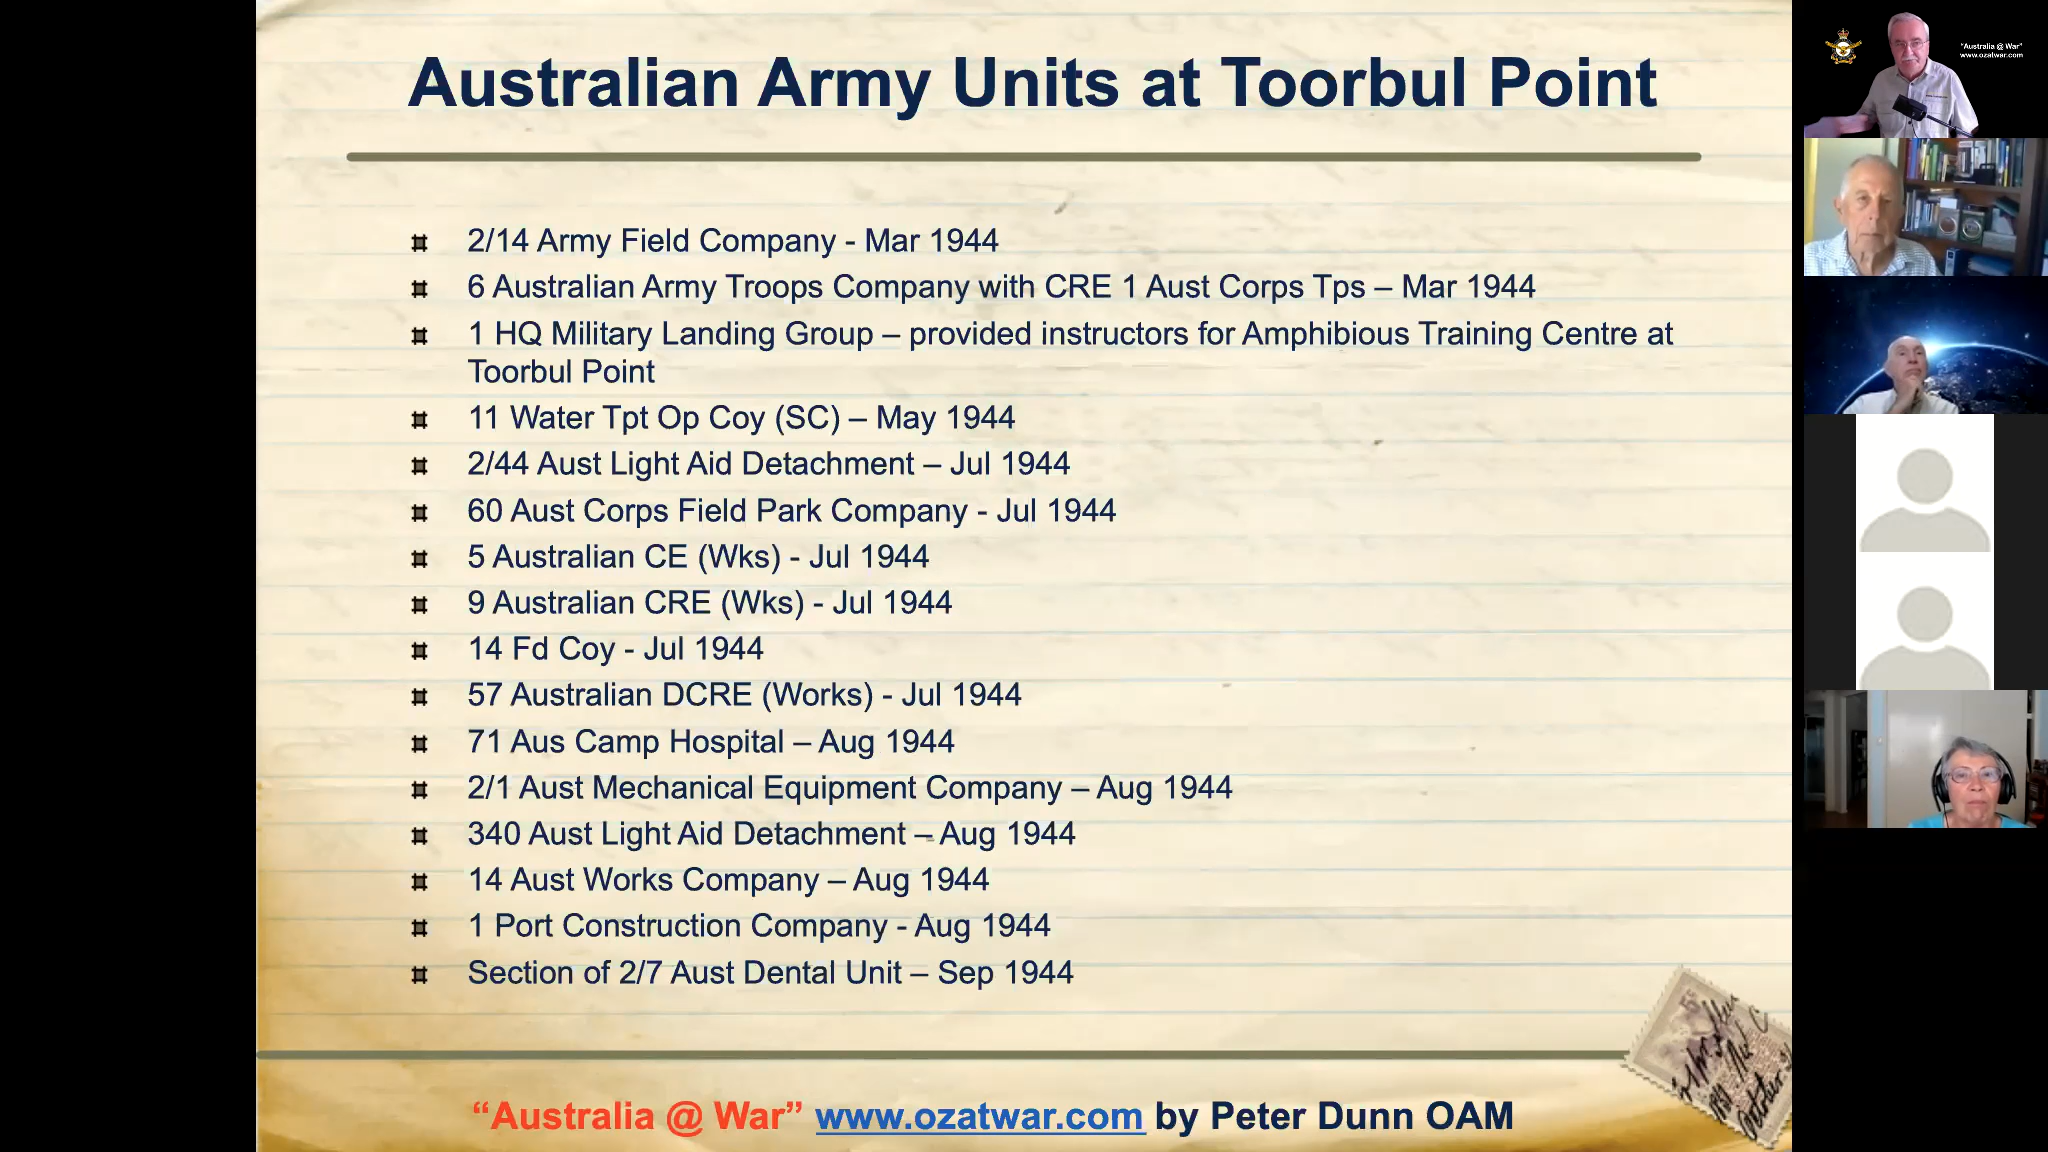 Australian Army Units at Toorbul Point
2/14 Army Field Company - Mar 1944
6 Australian Army Troops Company with CRE 1 Aust Corps Tps – Mar 1944
1 HQ Military Landing Group – provided instructors for Amphibious Training Centre at
Toorbul Point
11 Water Tpt Op Coy (SC) – May 1944
2/44 Aust Light Aid Detachment – Jul 1944
60 Aust Corps Field Park Company - Jul 1944
5 Australian CE (Wks) - Jul 1944
9 Australian CRE (Wks) - Jul 1944
14 Fd Coy - Jul 1944
57 Australian DCRE (Works) - Jul 1944
71 Aus Camp Hospital – Aug 1944
2/1 Aust Mechanical Equipment Company – Aug 1944
340 Aust Light Aid Detachment – Aug 1944
14 Aust Works Company – Aug 1944
1 Port Construction Company - Aug 1944
Section of 2/7 Aust Dental Unit – Sep 1944
“Australia @ War” www.ozatwar.com by Peter Dunn OAM
"Australia @ War"
www.ozatwar.com